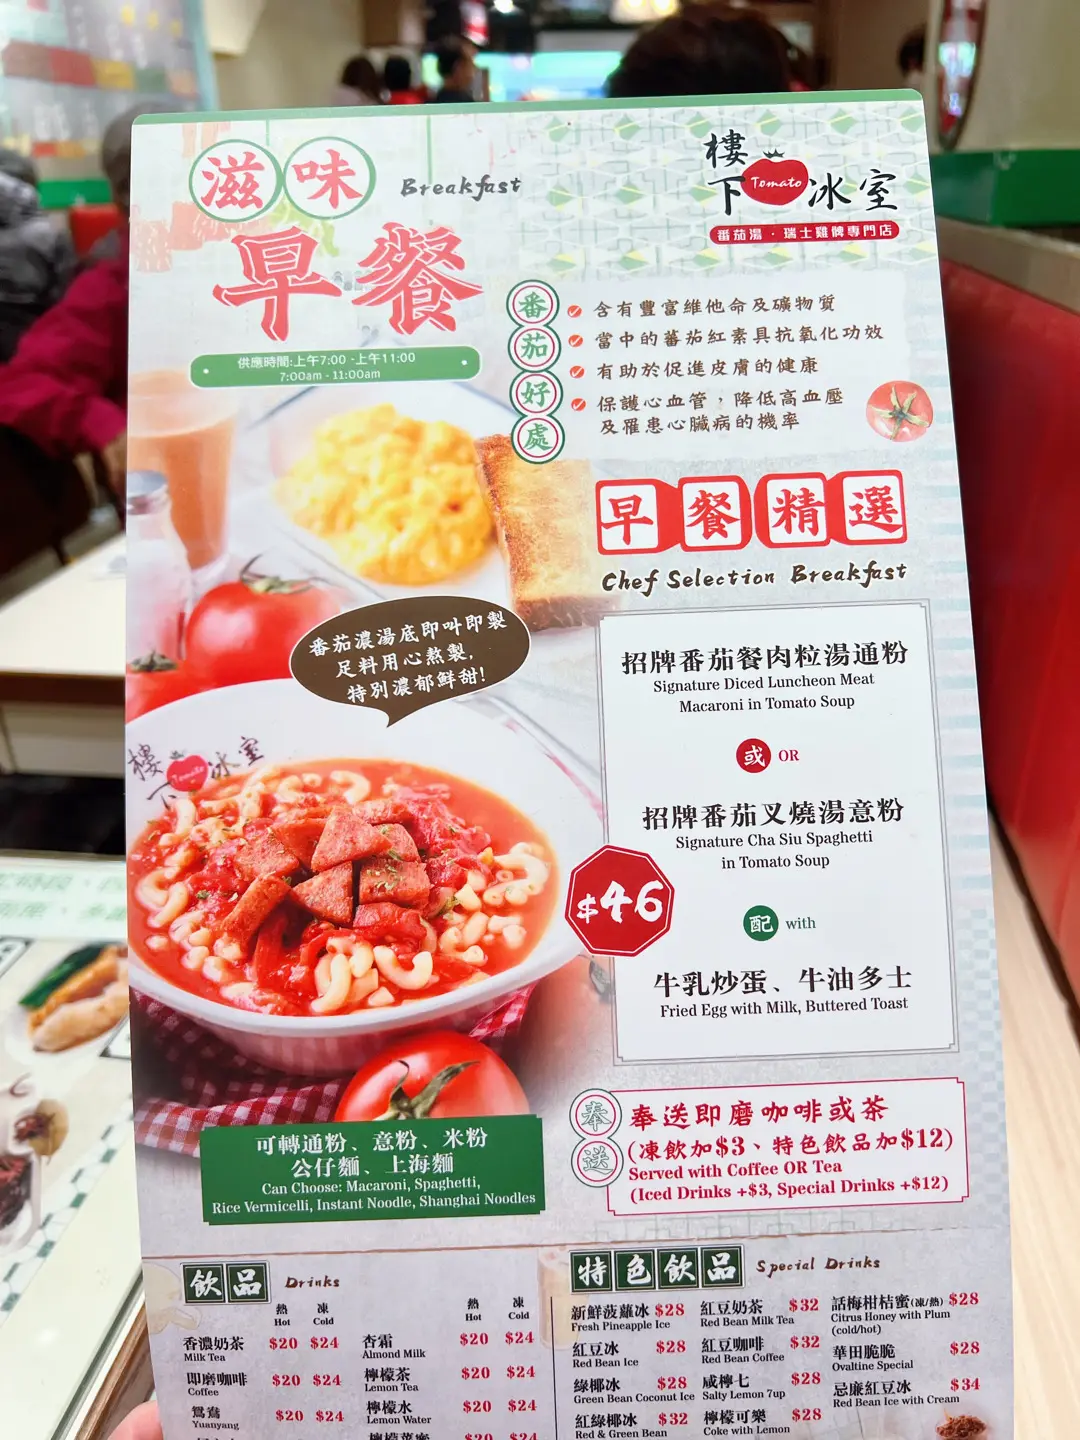 滋味
Breakfast
早餐
供應時間:上午7:00 -上午11:00
7:00am - 11:00am
樓下冰室
Tomato
番茄湯·瑞士雞髀專門店
番茄好處
含有豐富維他命及礦物質
當中的蕃茄紅素具抗氧化功效
有助於促進皮膚的健康
保護心血管，降低高血壓
及罹患心臟病的機率
早餐精選
Chef Selection Breakfast
番茄濃湯底即叫即製
足料用心熬製,
特別濃郁鮮甜!
樓下冰室
Tomato
招牌番茄餐肉粒湯通粉
Signature Diced Luncheon Meat
Macaroni in Tomato Soup
或 OR
招牌番茄叉燒湯意粉
Signature Cha Siu Spaghetti
in Tomato Soup
$46
配 with
牛乳炒蛋、牛油多士
Fried Egg with Milk, Buttered Toast
奉送
奉送即磨咖啡或茶
(凍飲加$3、特色飲品加$12)
Served with Coffee OR Tea
(Iced Drinks +$3, Special Drinks +$12)
可轉通粉、意粉、米粉
公仔麵、上海麵
Can Choose: Macaroni, Spaghetti,
Rice Vermicelli, Instant Noodle, Shanghai Noodles
飲品 Drinks
熱 凍
Hot Cold
香濃奶茶 $20 $24
Milk Tea
即磨咖啡 $20 $24
Coffee
鴛鴦 $20 $24
Yuanyang
熱 凍
Hot Cold
杏霜 $20 $24
Almond Milk
檸檬茶 $20 $24
Lemon Tea
檸檬水 $20 $24
Lemon Water
$20 $24
特色飲品 Special Drinks
新鮮菠蘿冰 $28
Fresh Pineapple Ice
紅豆冰 $28
Red Bean Ice
綠椰冰 $28
Green Bean Coconut Ice
紅綠椰冰 $32
Red & Green Bean
紅豆奶茶 $32
Red Bean Milk Tea
紅豆咖啡 $32
Red Bean Coffee
咸檸七 $28
Salty Lemon 7up
檸檬可樂 $28
Coke with Lemon
話梅柑桔蜜(凍/熱) $28
Citrus Honey with Plum
(cold/hot)
華田脆脆 $28
Ovaltine Special
忌廉紅豆冰 $34
Red Bean Ice with Cream